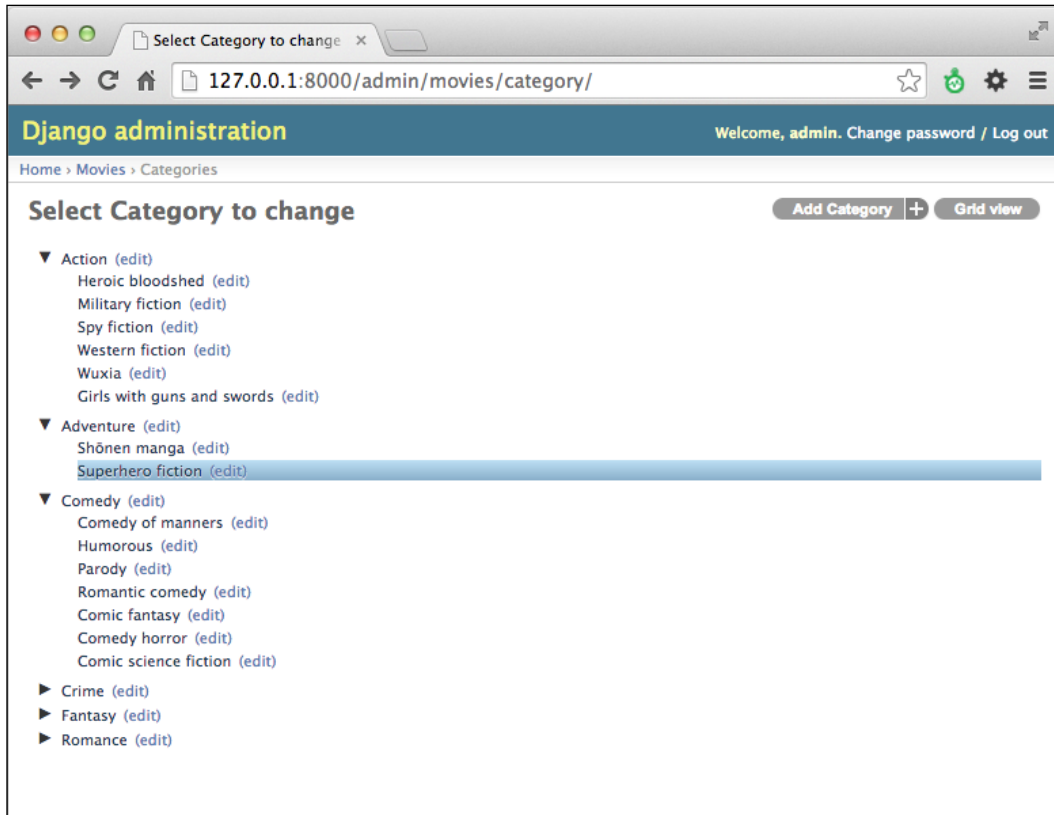 Select Category to change
127.0.0.1:8000/admin/movies/category/
Django administration
Welcome, admin. Change password / Log out
Home › Movies › Categories
Select Category to change
Add Category +
Grid view
▼ Action (edit)
Heroic bloodshed (edit)
Military fiction (edit)
Spy fiction (edit)
Western fiction (edit)
Wuxia (edit)
Girls with guns and swords (edit)
▼ Adventure (edit)
Shōnen manga (edit)
Superhero fiction (edit)
▼ Comedy (edit)
Comedy of manners (edit)
Humorous (edit)
Parody (edit)
Romantic comedy (edit)
Comic fantasy (edit)
Comedy horror (edit)
Comic science fiction (edit)
► Crime (edit)
► Fantasy (edit)
► Romance (edit)